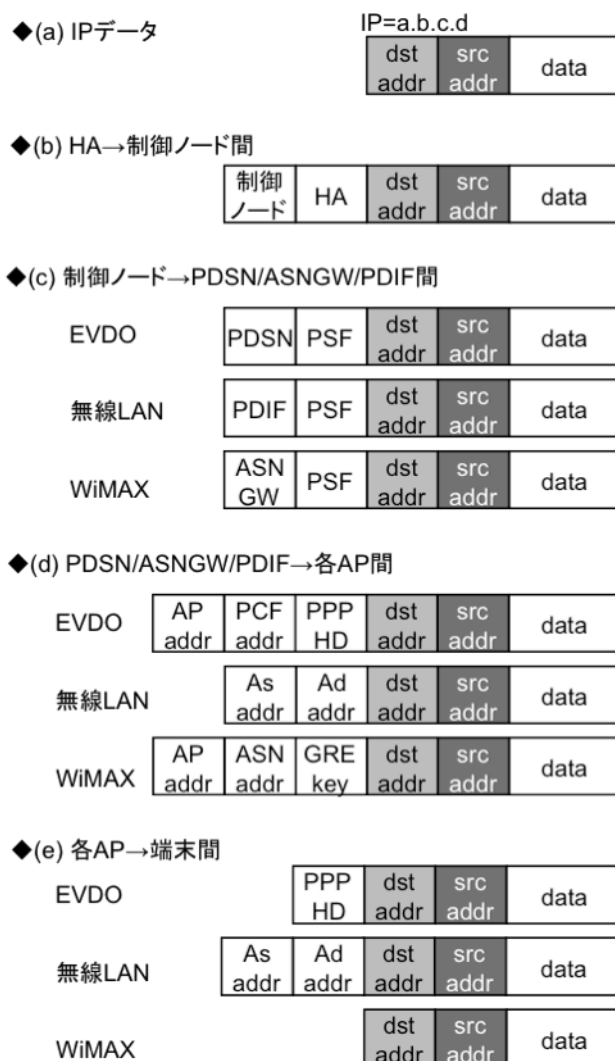 ◆(a) IPデータ
IP=a.b.c.d
dst addr src addr data
◆(b) HA→制御ノード間
制御ノード HA dst addr src addr data
◆(c) 制御ノード→PDSN/ASNGW/PDIF間
EVDO PDSN PSF dst addr src addr data
無線LAN PDIF PSF dst addr src addr data
WiMAX ASN GW PSF dst addr src addr data
◆(d) PDSN/ASNGW/PDIF→各AP間
EVDO AP addr PCF addr PPP HD dst addr src addr data
無線LAN As addr Ad addr dst addr src addr data
WiMAX AP addr ASN addr GRE key dst addr src addr data
◆(e) 各AP→端末間
EVDO PPP HD dst addr src addr data
無線LAN As addr Ad addr dst addr src addr data
WiMAX dst addr src addr data